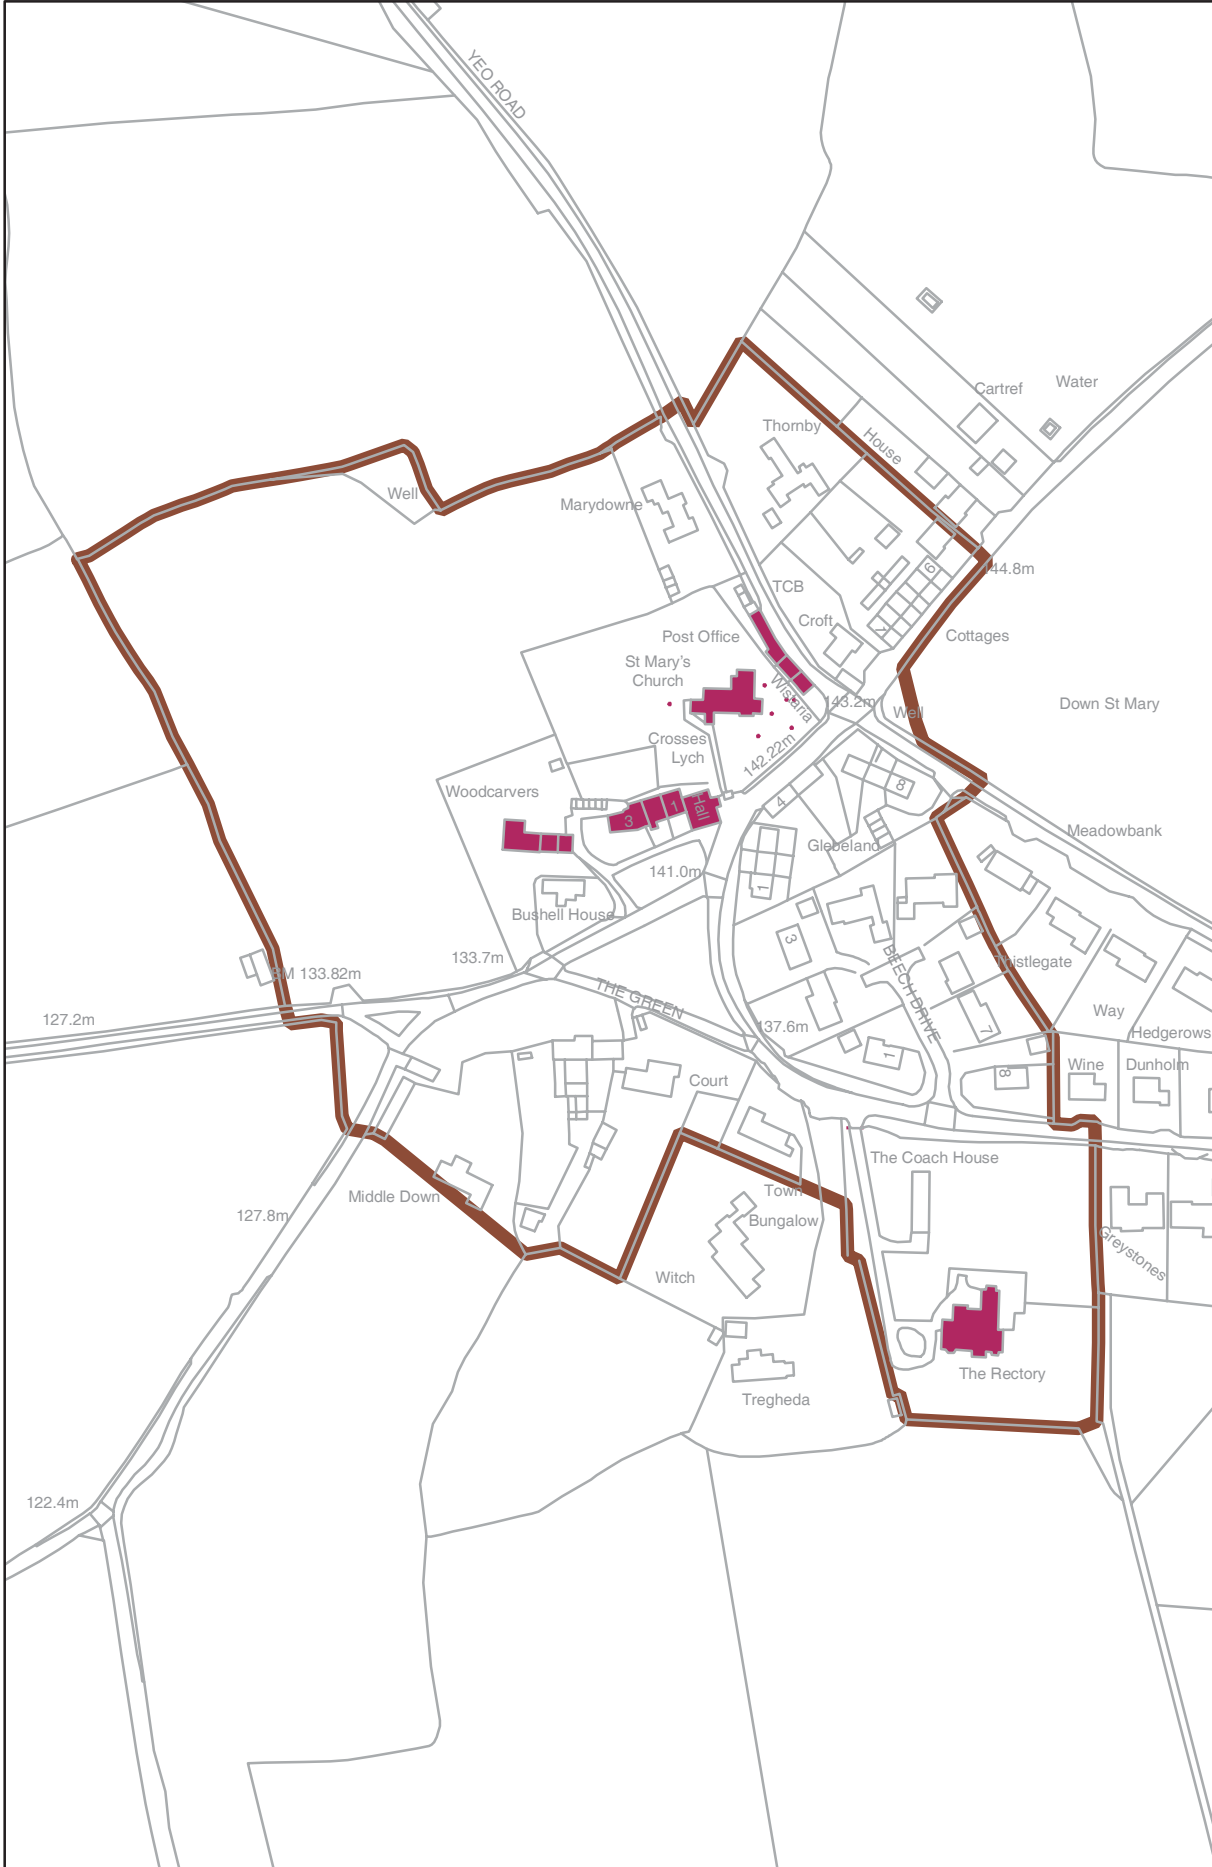 YEO ROAD
Cartref
Water
Thornby
House
Well
Marydowne
144.8m
6
TCB
Croft
1
Cottages
Post Office
St Mary's
Church
Wistaria
143.2m
Well
Down St Mary
Crosses
Lych
142.22m
Woodcarvers
8
4
3
1
Hall
Meadowbank
Glebeland
141.0m
1
Bushell House
3
BEECH DRIVE
133.7m
Thistlegate
BM 133.82m
THE GREEN
Way
127.2m
137.6m
7
Hedgerows
1
Court
8
Wine
Dunholm
The Coach House
Middle Down
Town
127.8m
Bungalow
Greystones
Witch
The Rectory
Tregheda
122.4m